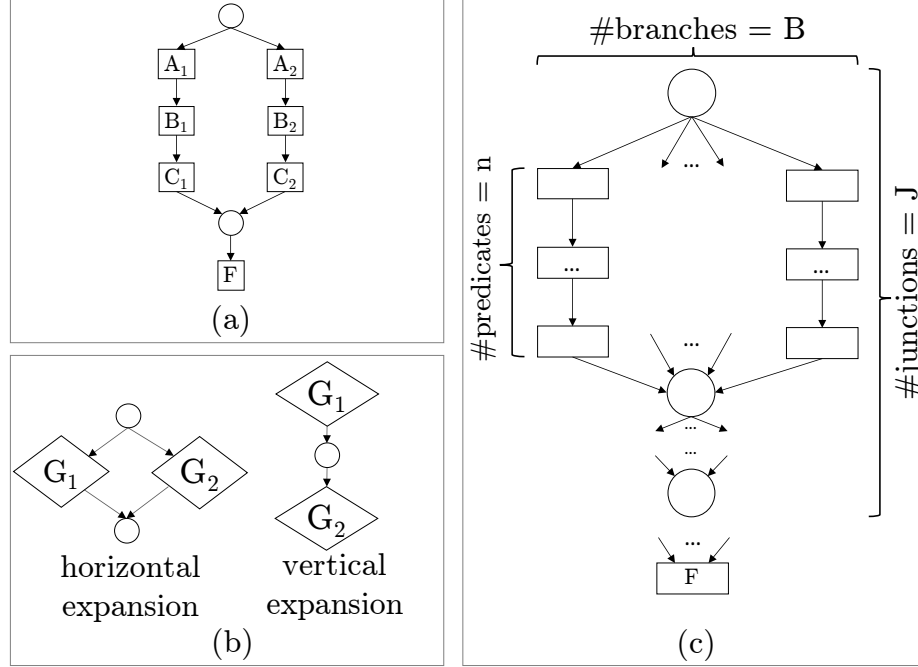 A₁ A₂
B₁ B₂
C₁ C₂
F
(a)
G₁ G₂
horizontal
expansion
G₁
G₂
vertical
expansion
(b)
#branches = B
...
#predicates = n
... ...
...
...
...
...
F
#junctions = J
(c)